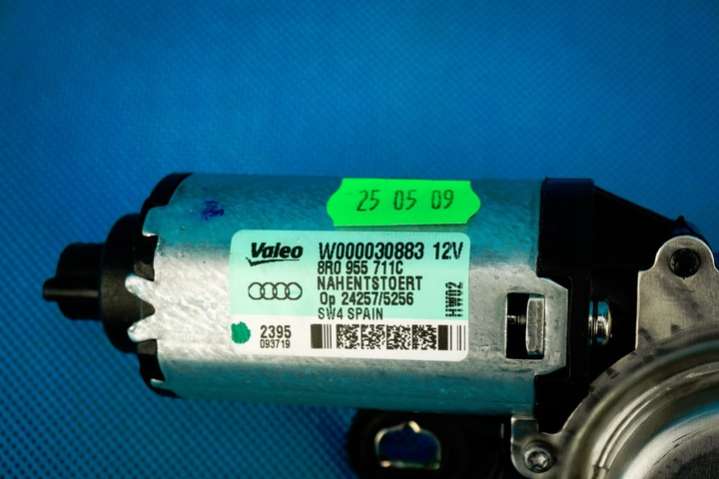 25 05 09
Valeo W000030883 12V
8R0 955 711C
NAHENTSTOERT
Op 24257/5256
SW4 SPAIN
HW02
2395
093719